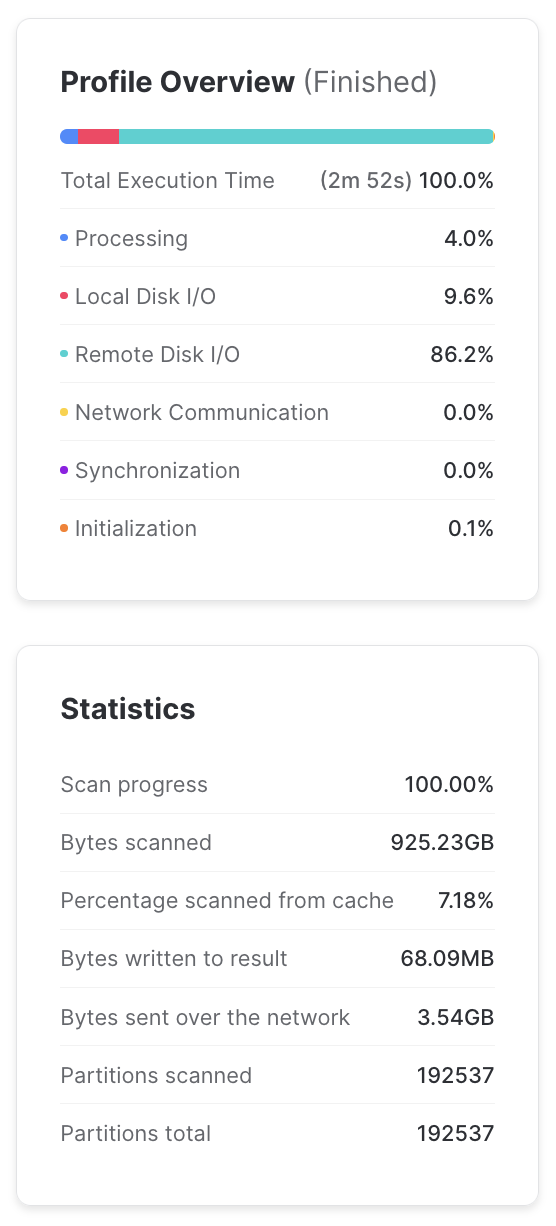 Profile Overview (Finished)
Total Execution Time (2m 52s) 100.0%
Processing 4.0%
Local Disk I/O 9.6%
Remote Disk I/O 86.2%
Network Communication 0.0%
Synchronization 0.0%
Initialization 0.1%
Statistics
Scan progress 100.00%
Bytes scanned 925.23GB
Percentage scanned from cache 7.18%
Bytes written to result 68.09MB
Bytes sent over the network 3.54GB
Partitions scanned 192537
Partitions total 192537